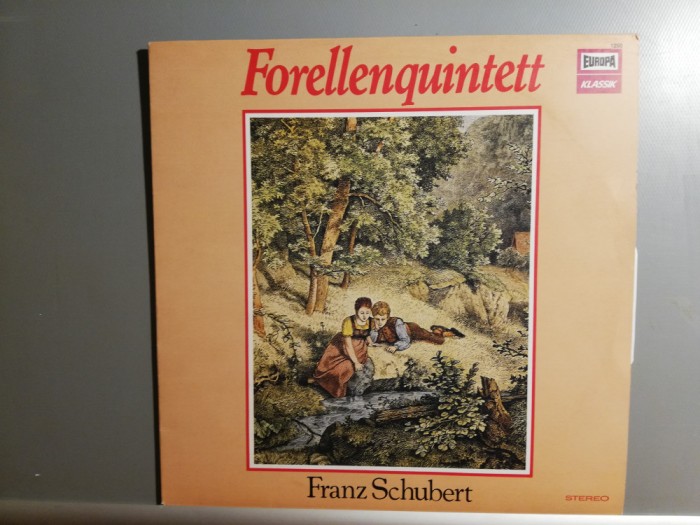 Forellenquintett
EUROPA
KLASSIK
Franz Schubert
STEREO